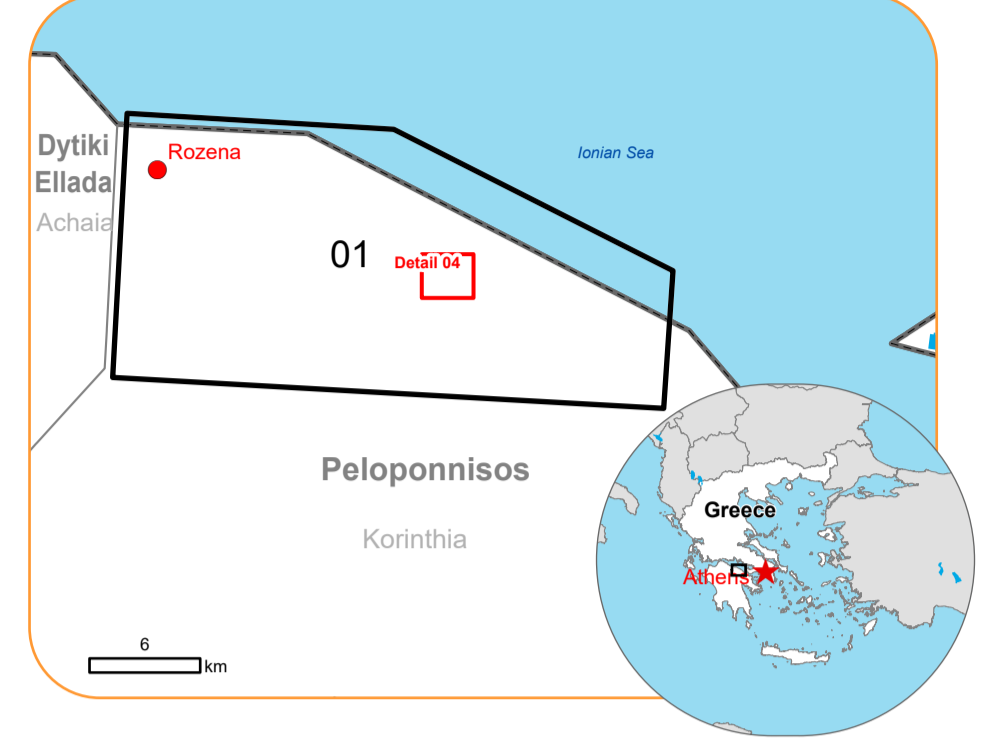 Dytiki
Ellada
Achaia
Rozena
Ionian Sea
01
Detail 04
Peloponnisos
Korinthia
Greece
Athens
6
km